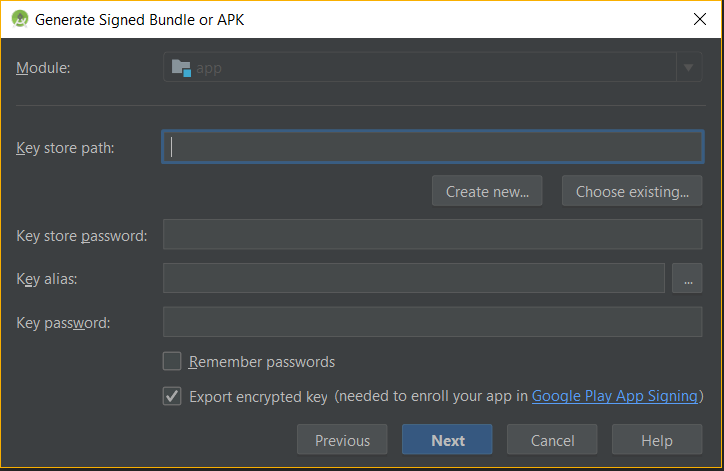 Generate Signed Bundle or APK
Module: app
Key store path:
Create new... Choose existing...
Key store password:
Key alias: ...
Key password:
Remember passwords
Export encrypted key (needed to enroll your app in Google Play App Signing)
Previous Next Cancel Help